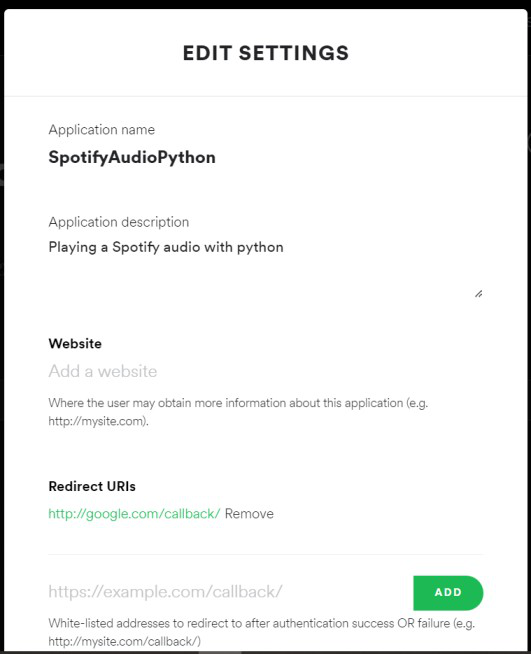 EDIT SETTINGS
Application name
SpotifyAudioPython
Application description
Playing a Spotify audio with python
Website
Add a website
Where the user may obtain more information about this application (e.g.
http://mysite.com).
Redirect URIs
http://google.com/callback/ Remove
https://example.com/callback/ ADD
White-listed addresses to redirect to after authentication success OR failure (e.g.
http://mysite.com/callback/)